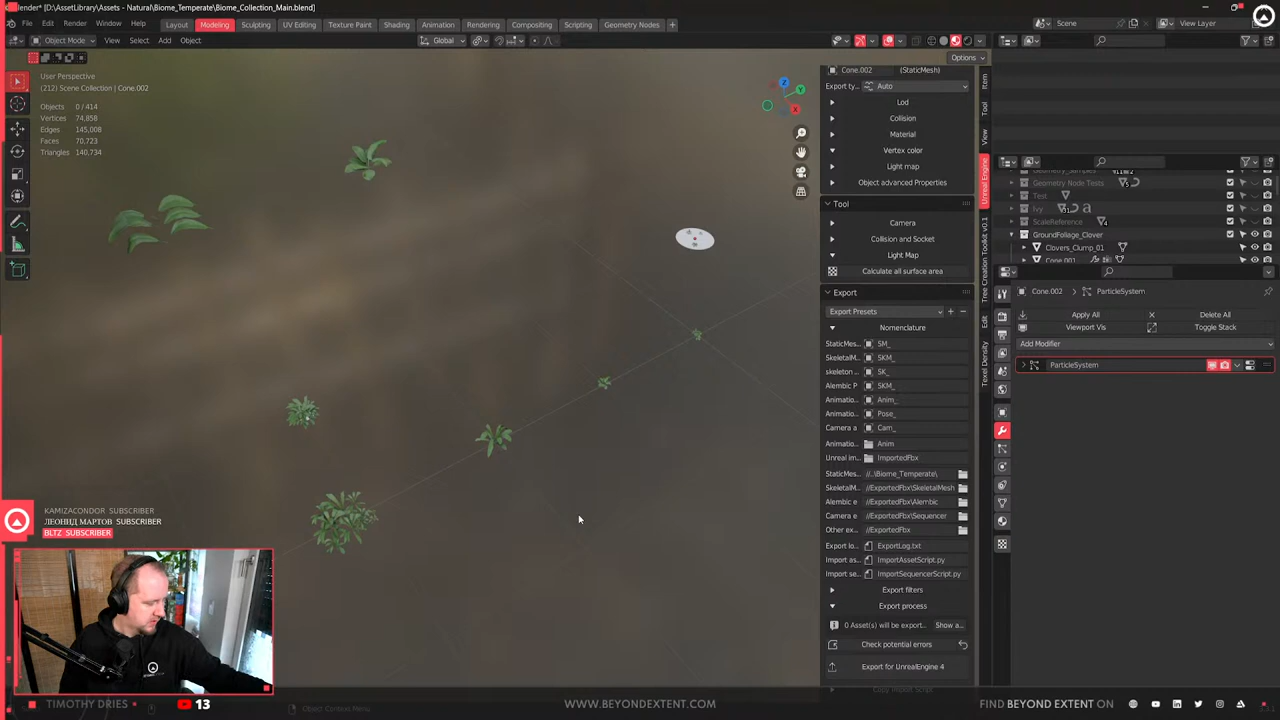 Blender* [D:\AssetLibrary\Assets - Natural\Biome_Temperate\Biome_Collection_Main.blend]
File Edit Render Window Help Layout Modeling Sculpting UV Editing Texture Paint Shading Animation Rendering Compositing Scripting Geometry Nodes + Scene View Layer
Object Mode View Select Add Object Global
Options
User Perspective
(212) Scene Collection | Cone.002
Objects 0 / 414
Vertices 74,858
Edges 145,008
Faces 70,723
Triangles 140,734
Z
Y
X
Cone.002 (StaticMesh)
Export ty... Auto
Lod
Collision
Material
Vertex color
Light map
Object advanced Properties
Tool
Camera
Collision and Socket
Light Map
Calculate all surface area
Export
Export Presets
Nomenclature
StaticMes... SM_
SkeletalM... SKM_
skeleton ... SK_
Alembic P SKM_
Animatio... Anim_
Animatio... Pose_
Camera a Cam_
Animatio... Anim
Unreal im... ImportedFbx
StaticMes... //..\Biome_Temperate\
SkeletalM... //ExportedFbx\SkeletalMesh
Alembic e //ExportedFbx\Alembic
Camera e //ExportedFbx\Sequencer
Other ex... //ExportedFbx
Export lo... ExportLog.txt
Import as... ImportAssetScript.py
Import se... ImportSequencerScript.py
Export filters
Export process
0 Asset(s) will be export... Show a...
Check potential errors
Export for UnrealEngine 4
Item
Tool
View
Unreal Engine
Tree Creation Toolkit v0.1
Edit
Texel Density
Geometry_Samples
Geometry Node Tests 5
Test
Ivy
ScaleReference 4
GroundFoliage_Clover
Clovers_Clump_01
Cone.001
Cone.002 > ParticleSystem
Apply All Delete All
Viewport Vis Toggle Stack
Add Modifier
ParticleSystem
KAMIZACONDOR SUBSCRIBER
ЛЕОНИД МАРТОВ SUBSCRIBER
BLTZ SUBSCRIBER
Object Context Menu
TIMOTHY DRIES 13 WWW.BEYONDEXTENT.COM FIND BEYOND EXTENT ON